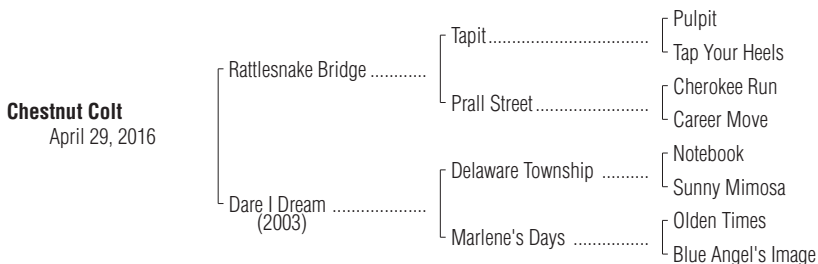 Pulpit
Tapit
Tap Your Heels
Rattlesnake Bridge
Cherokee Run
Prall Street
Career Move
Chestnut Colt
April 29, 2016
Notebook
Delaware Township
Sunny Mimosa
Dare I Dream
(2003)
Olden Times
Marlene's Days
Blue Angel's Image